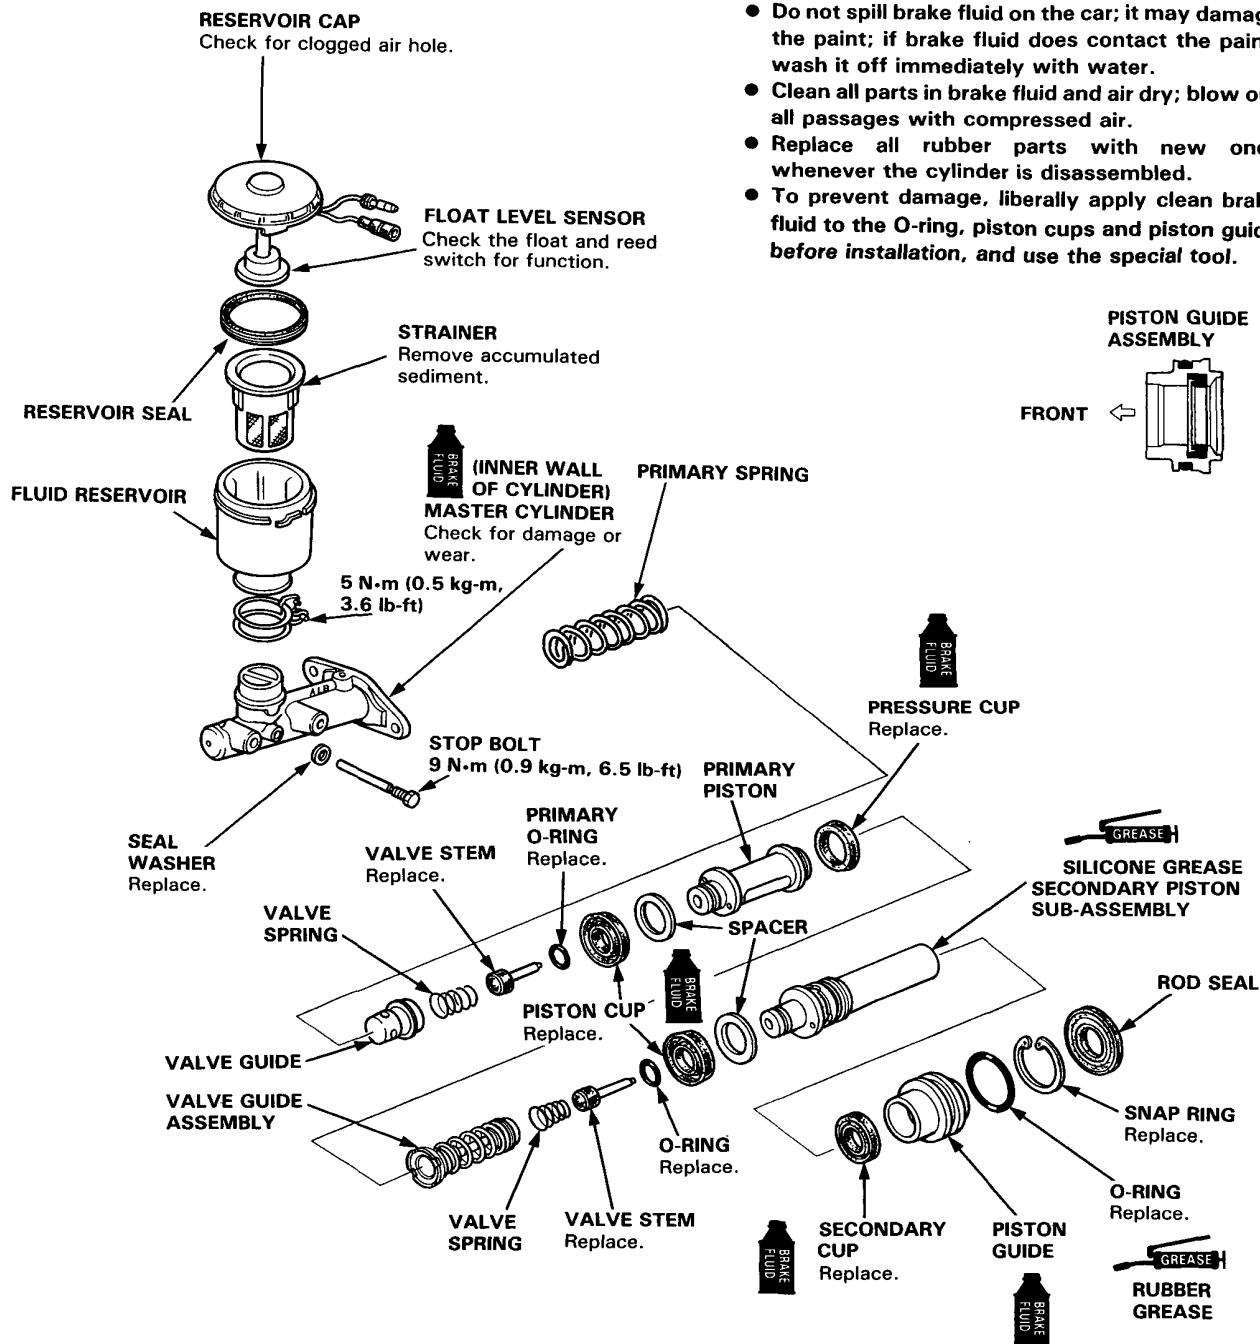 ● Do not spill brake fluid on the car; it may damag
the paint; if brake fluid does contact the pain
wash it off immediately with water.
● Clean all parts in brake fluid and air dry; blow o
all passages with compressed air.
● Replace all rubber parts with new on
whenever the cylinder is disassembled.
● To prevent damage, liberally apply clean brak
fluid to the O-ring, piston cups and piston guid
before installation, and use the special tool.
RESERVOIR CAP
Check for clogged air hole.
FLOAT LEVEL SENSOR
Check the float and reed
switch for function.
STRAINER
Remove accumulated
sediment.
RESERVOIR SEAL
PISTON GUIDE
ASSEMBLY
FRONT
FLUID RESERVOIR
BRAKE
FLUID
(INNER WALL
OF CYLINDER)
MASTER CYLINDER
Check for damage or
wear.
PRIMARY SPRING
5 N·m (0.5 kg-m,
3.6 lb-ft)
ALB
BRAKE
FLUID
PRESSURE CUP
Replace.
STOP BOLT
9 N·m (0.9 kg-m, 6.5 lb-ft)
PRIMARY
PISTON
SEAL
WASHER
Replace.
VALVE STEM
Replace.
PRIMARY
O-RING
Replace.
GREASE
SILICONE GREASE
SECONDARY PISTON
SUB-ASSEMBLY
VALVE
SPRING
SPACER
BRAKE
FLUID
PISTON CUP
Replace.
ROD SEAL
VALVE GUIDE
VALVE GUIDE
ASSEMBLY
O-RING
Replace.
SNAP RING
Replace.
VALVE
SPRING
VALVE STEM
Replace.
BRAKE
FLUID
SECONDARY
CUP
Replace.
PISTON
GUIDE
BRAKE
FLUID
O-RING
Replace.
GREASE
RUBBER
GREASE